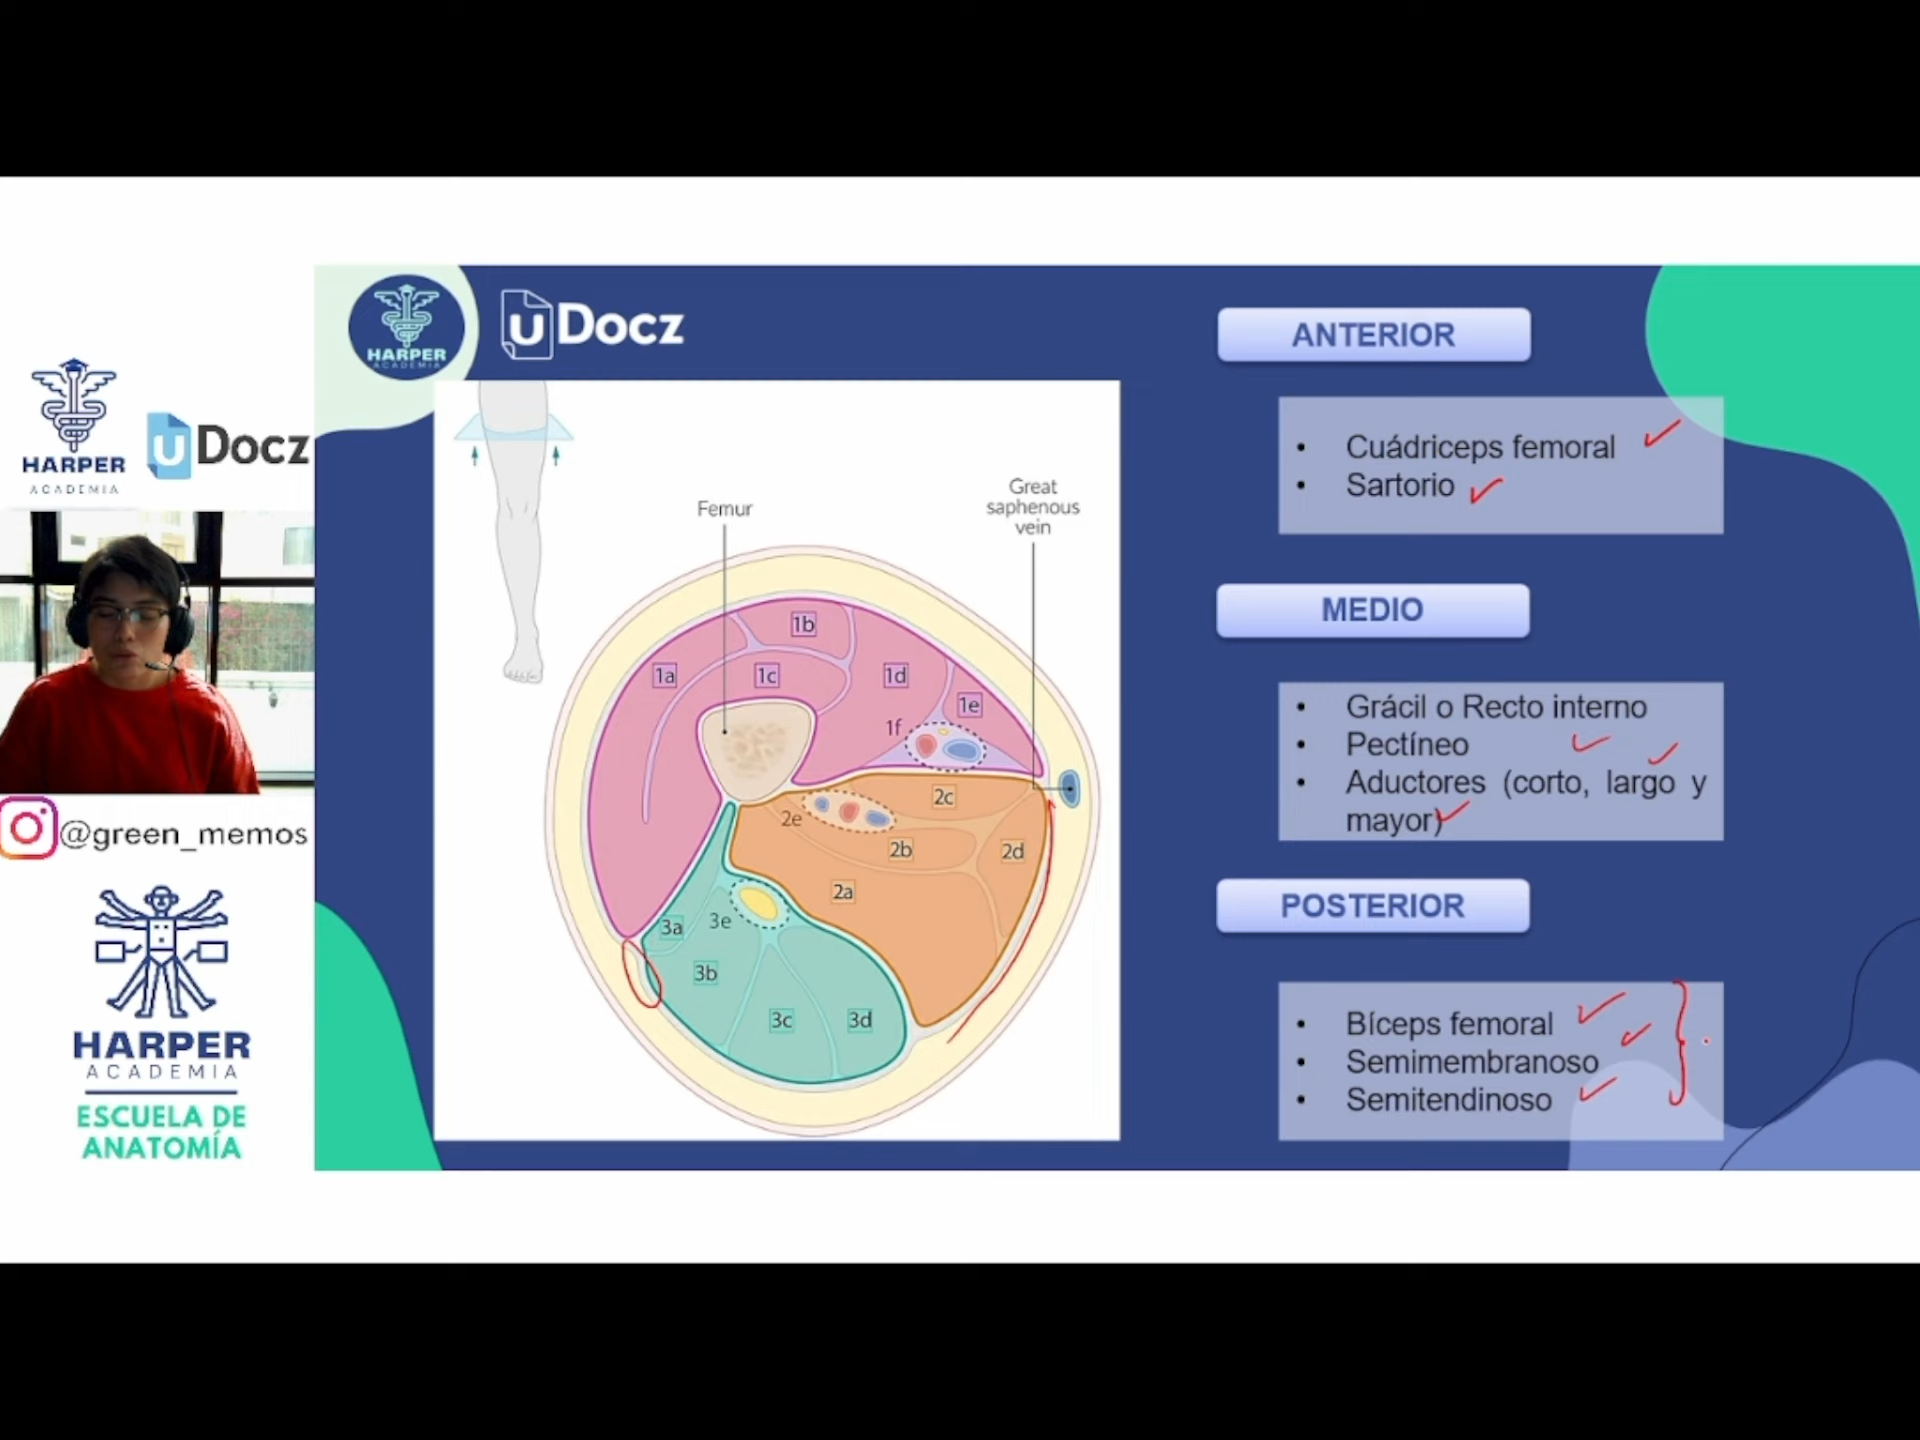 HARPER
ACADEMIA
U Docz
@green_memos
HARPER
ACADEMIA
ESCUELA DE
ANATOMÍA
HARPER
ACADEMIA
U Docz
Femur
Great
saphenous
vein
1b
1a
1c
1d
1e
1f
2c
2e
2b
2d
2a
3a
3e
3b
3c
3d
ANTERIOR
• Cuádriceps femoral
• Sartorio
MEDIO
• Grácil o Recto interno
• Pectíneo
• Aductores (corto, largo y
mayor)
POSTERIOR
• Bíceps femoral
• Semimembranoso
• Semitendinoso